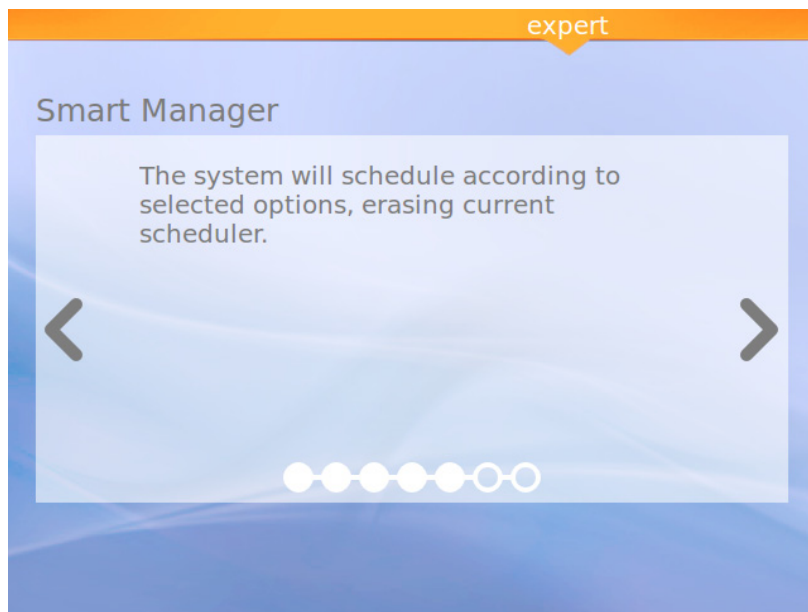 expert
Smart Manager
The system will schedule according to
selected options, erasing current
scheduler.